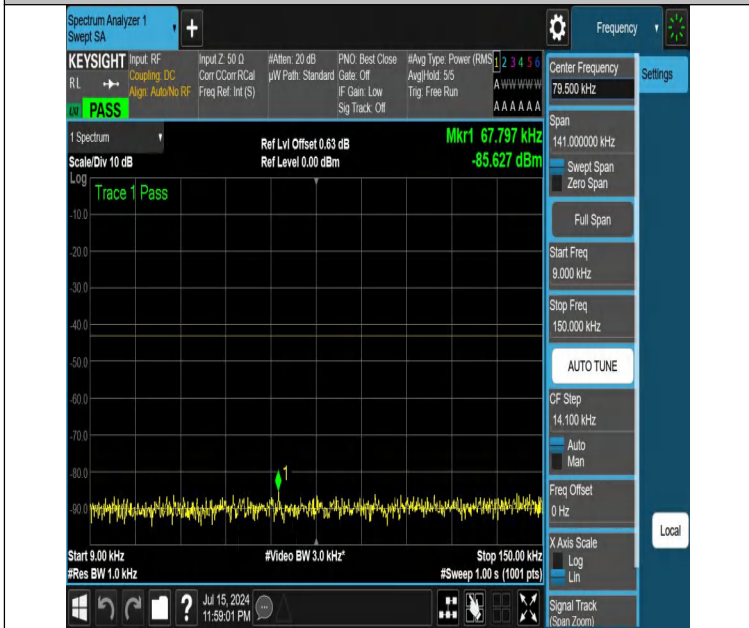 Spectrum Analyzer 1
Swept SA
+
Frequency
KEYSIGHT
RL
PASS
Input: RF
Coupling: DC
Align: Auto/No RF
Input Z: 50 Ω
Corr CCorr RCal
Freq Ref: Int (S)
#Atten: 20 dB
µW Path: Standard
PNO: Best Close
Gate: Off
IF Gain: Low
Sig Track: Off
#Avg Type: Power (RMS
Avg|Hold: 5/5
Trig: Free Run
1 2 3 4 5 6
A W W W W W
A A A A A A
1 Spectrum
Scale/Div 10 dB
Ref Lvl Offset 0.63 dB
Ref Level 0.00 dBm
Mkr1 67.797 kHz
-85.627 dBm
Log
Trace 1 Pass
-10.0
-20.0
-30.0
-40.0
-50.0
-60.0
-70.0
-80.0
-90.0
1
Start 9.00 kHz
#Res BW 1.0 kHz
#Video BW 3.0 kHz*
Stop 150.00 kHz
#Sweep 1.00 s (1001 pts)
Jul 15, 2024
11:59:01 PM
Center Frequency
79.500 kHz
Span
141.000000 kHz
Swept Span
Zero Span
Full Span
Start Freq
9.000 kHz
Stop Freq
150.000 kHz
AUTO TUNE
CF Step
14.100 kHz
Auto
Man
Freq Offset
0 Hz
X Axis Scale
Log
Lin
Signal Track
(Span Zoom)
Settings
Local